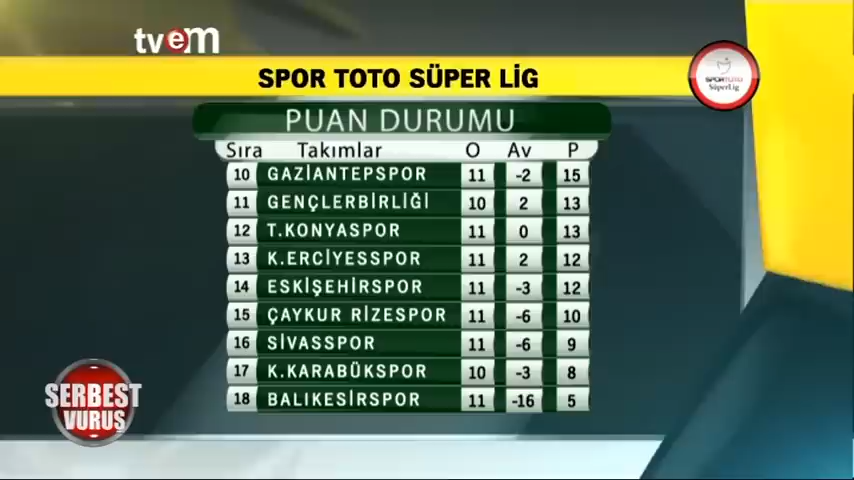 tvem
SPOR TOTO SÜPER LİG
SPORTOTO
SüperLig
PUAN DURUMU
Sıra Takımlar O Av P
10 GAZİANTEPSPOR 11 -2 15
11 GENÇLERBİRLİĞİ 10 2 13
12 T.KONYASPOR 11 0 13
13 K.ERCİYESSPOR 11 2 12
14 ESKİŞEHİRSPOR 11 -3 12
15 ÇAYKUR RİZESPOR 11 -6 10
16 SİVASSPOR 11 -6 9
17 K.KARABÜKSPOR 10 -3 8
18 BALIKESİRSPOR 11 -16 5
SERBEST
VURUŞ